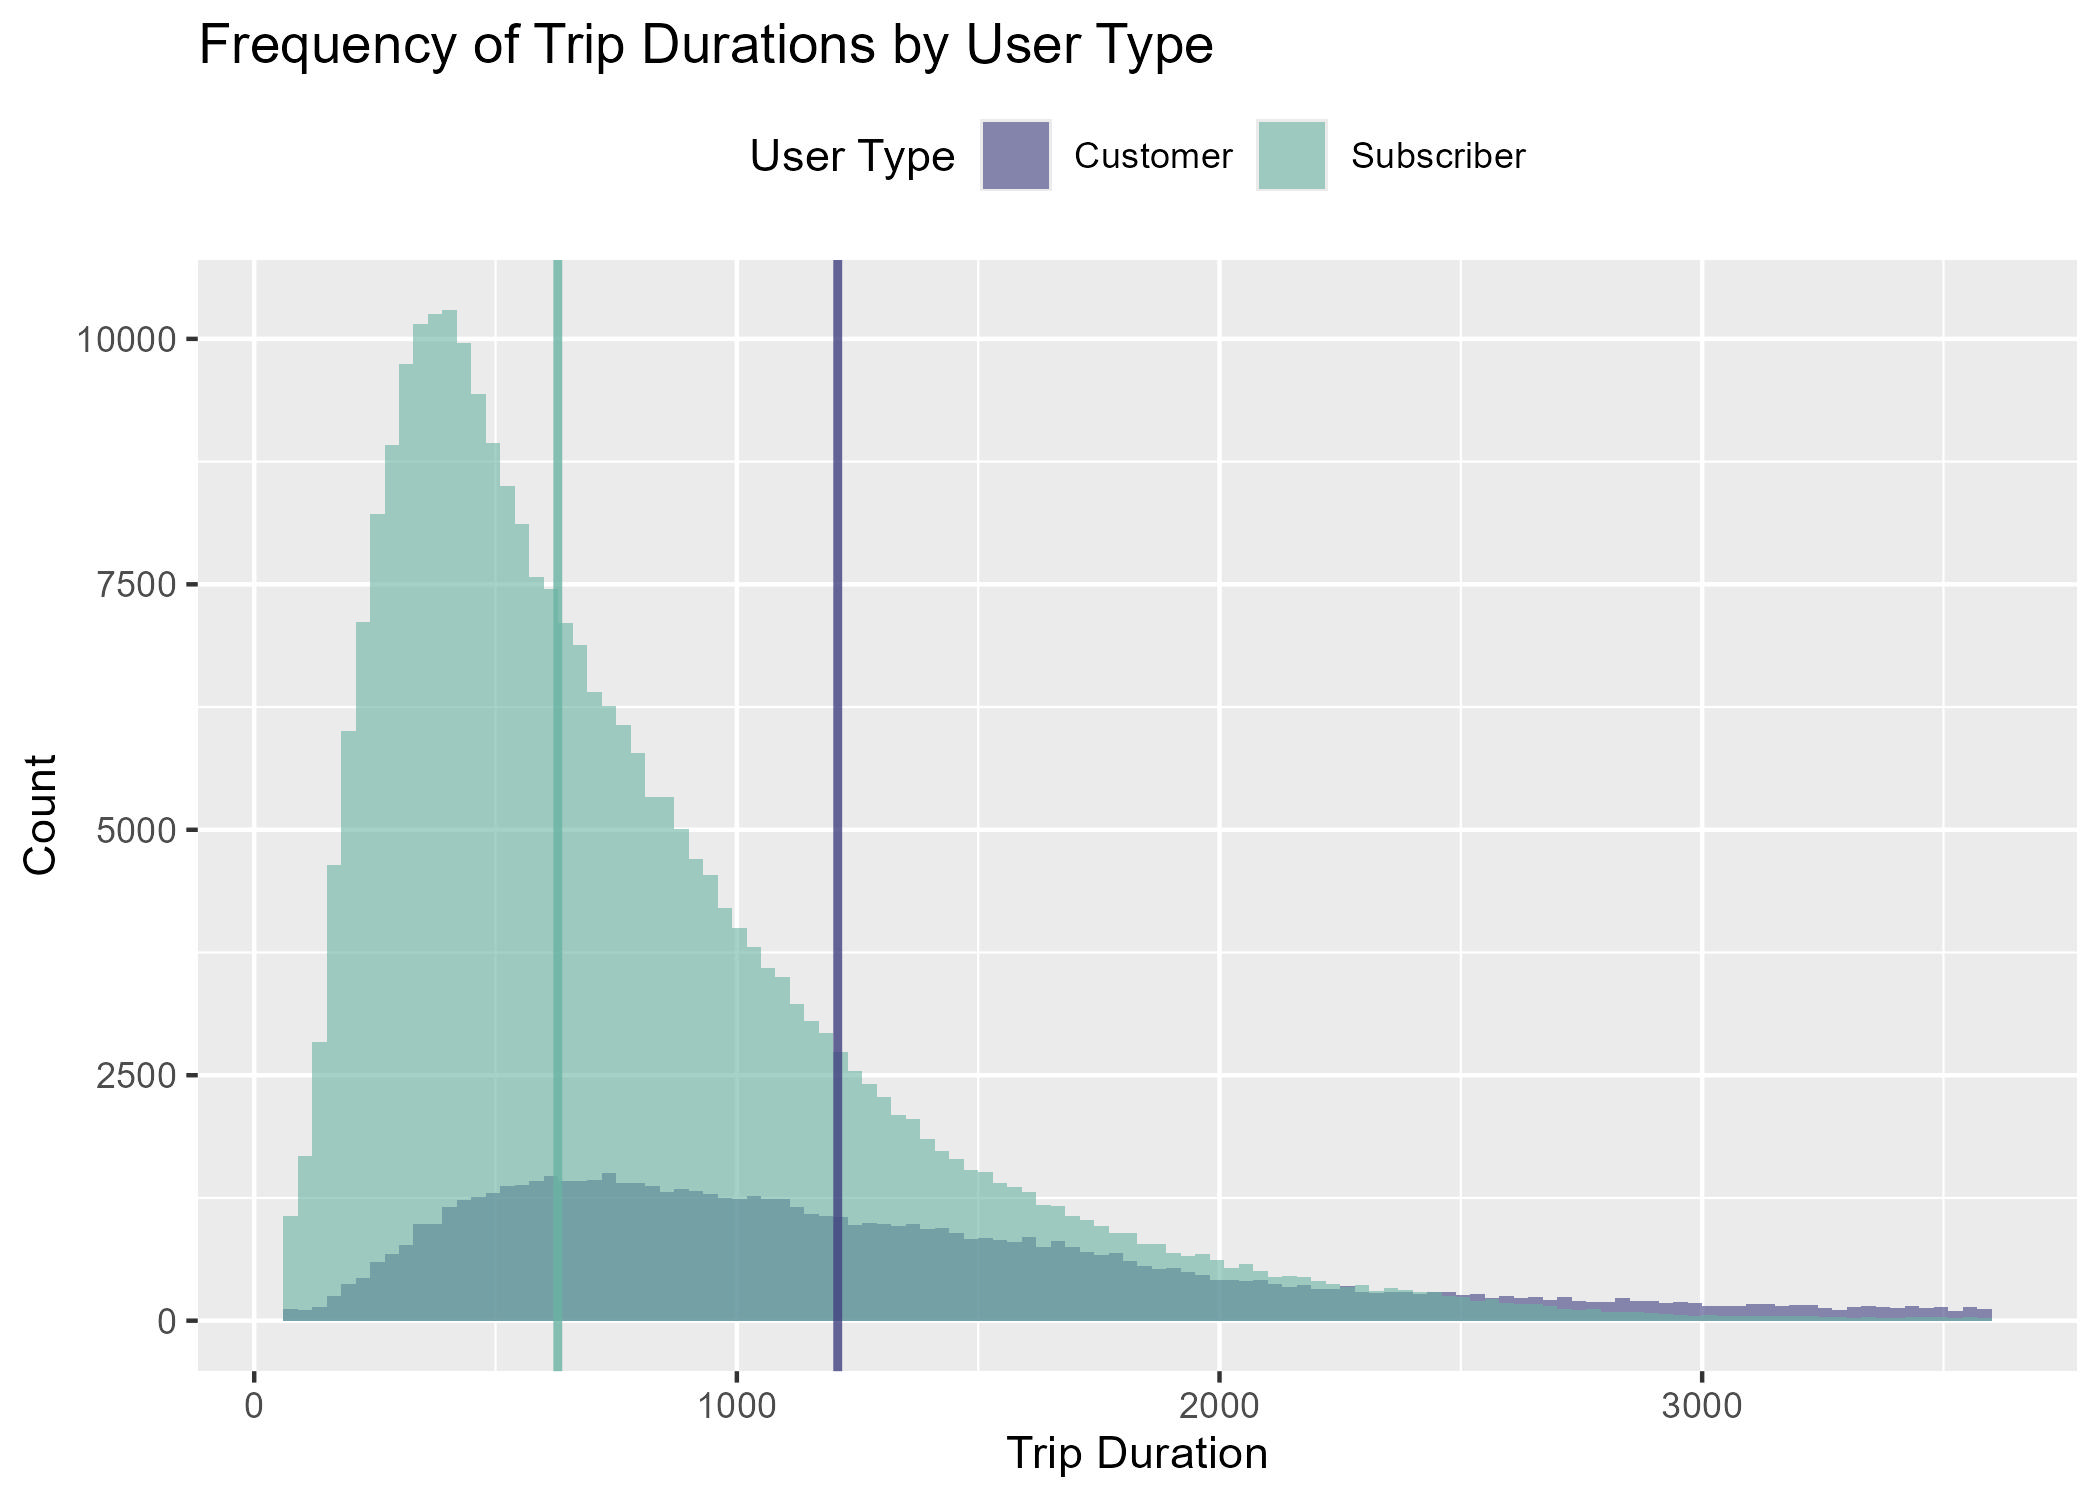 Frequency of Trip Durations by User Type
User Type Customer Subscriber
10000
7500
5000
2500
0
Count
0 1000 2000 3000
Trip Duration